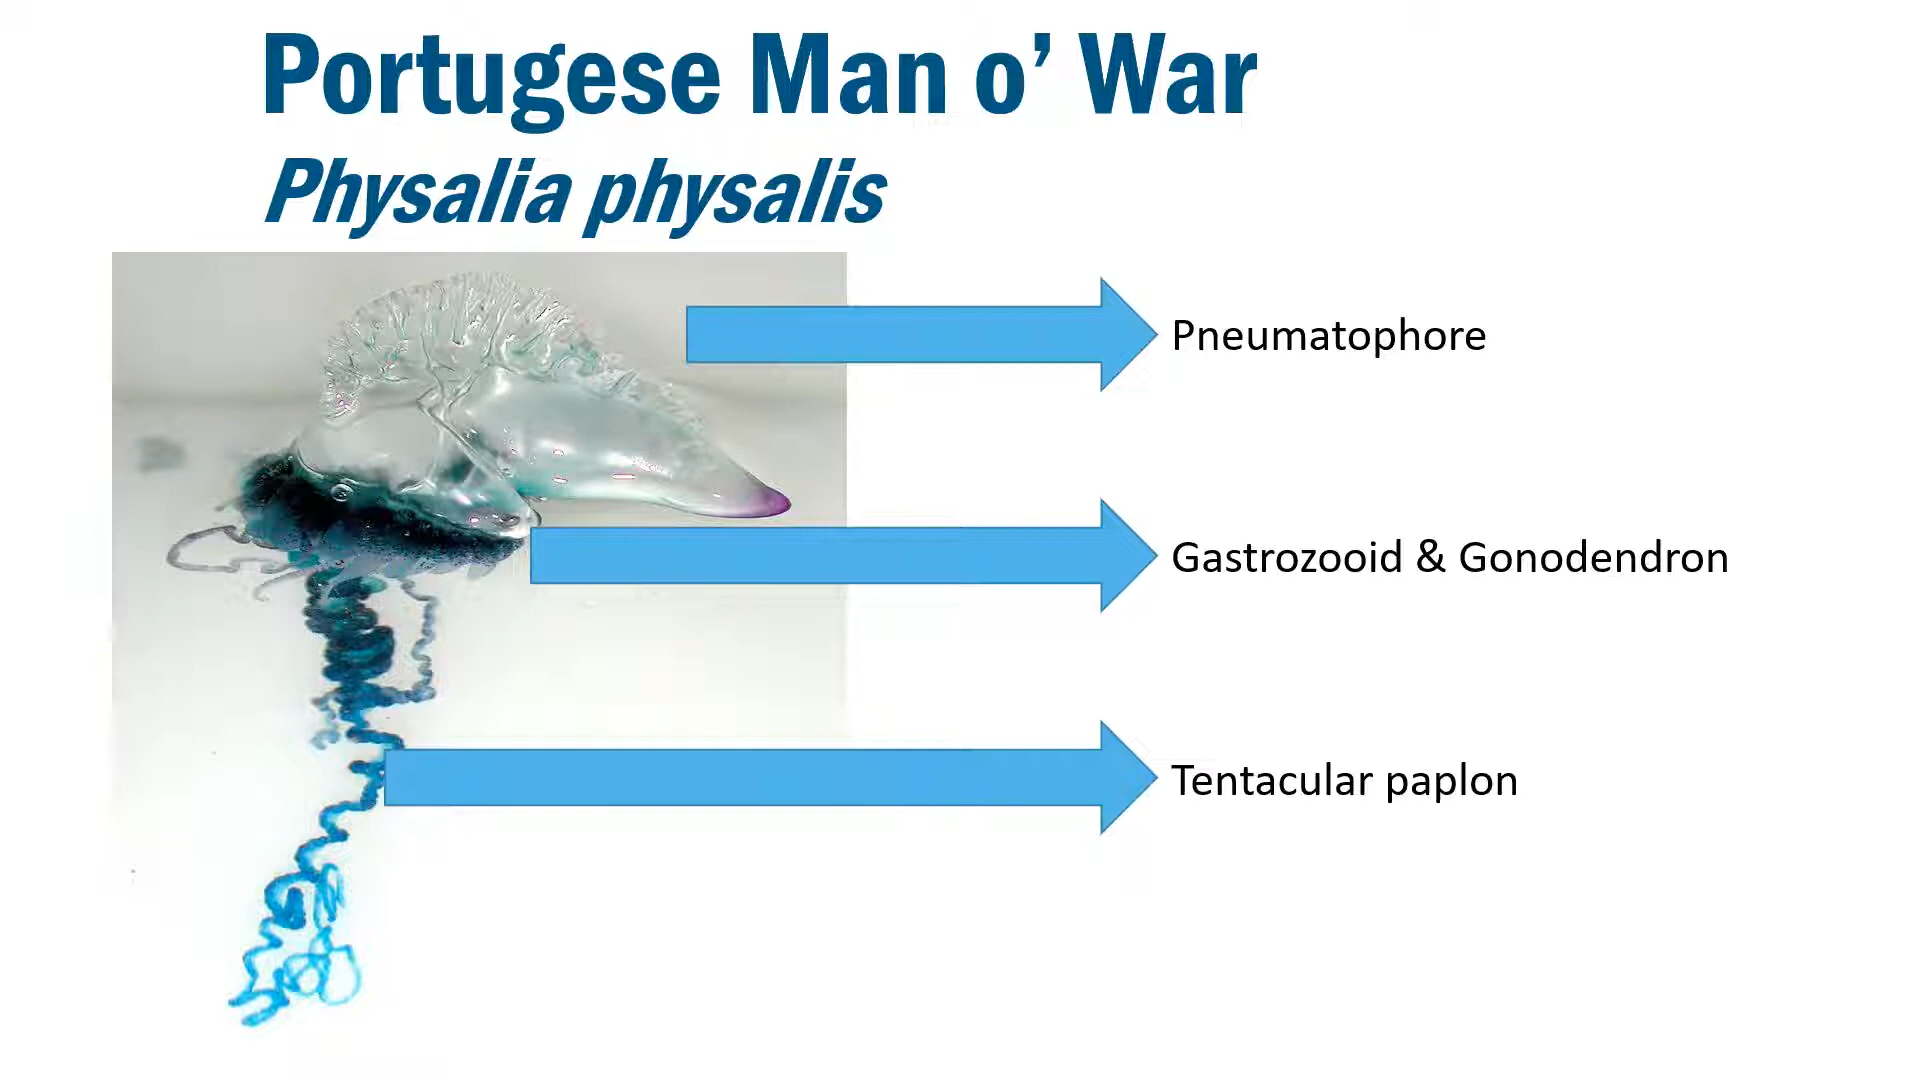 Portugese Man o’ War
Physalia physalis
Pneumatophore
Gastrozooid & Gonodendron
Tentacular paplon